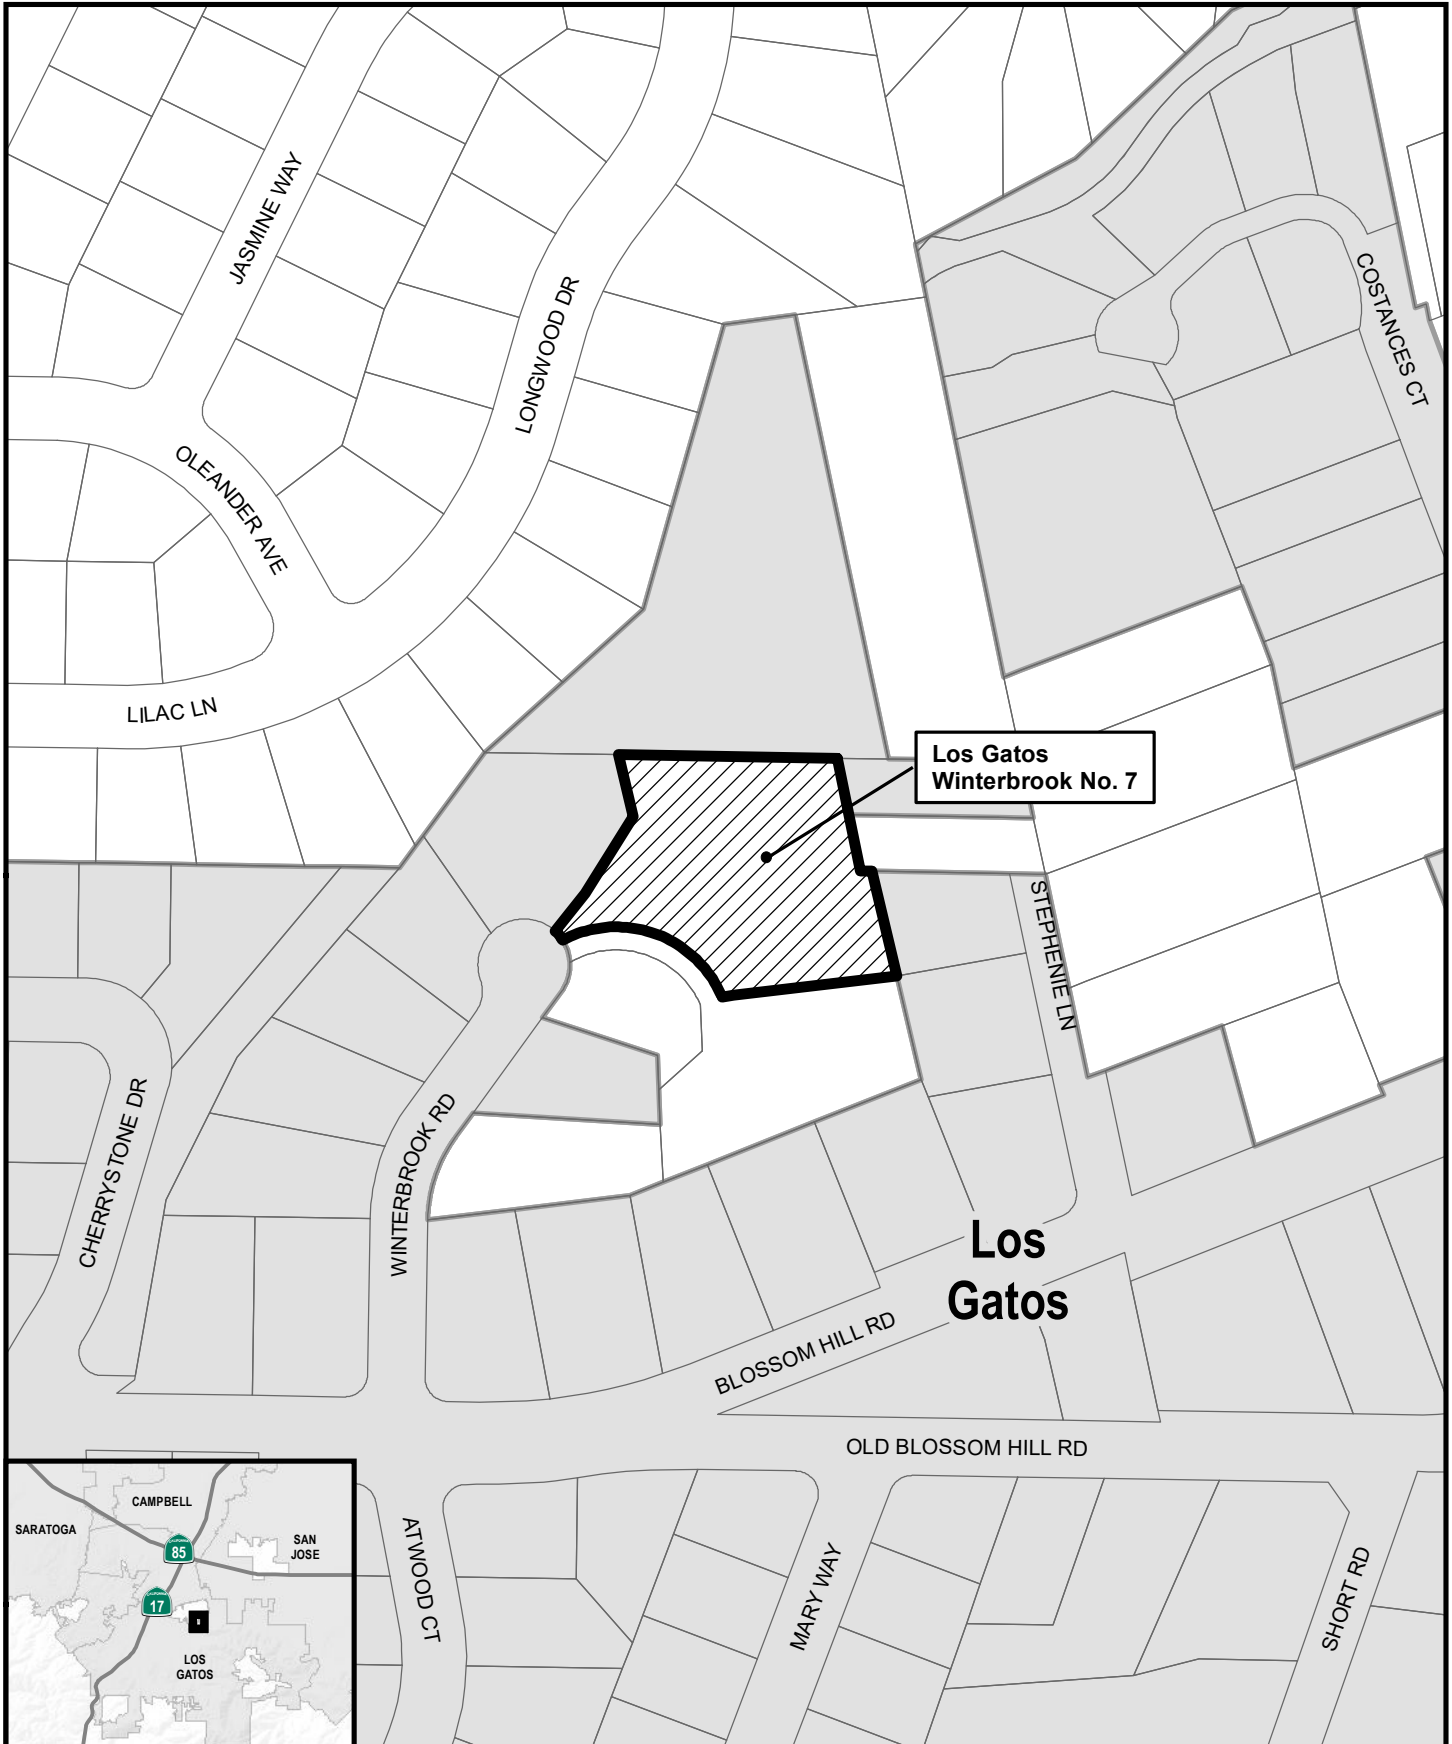 JASMINE WAY
LONGWOOD DR
COSTANCES CT
OLEANDER AVE
LILAC LN
Los Gatos
Winterbrook No. 7
STEPHENIE LN
CHERRYSTONE DR
WINTERBROOK RD
Los
Gatos
BLOSSOM HILL RD
OLD BLOSSOM HILL RD
ATWOOD CT
MARY WAY
SHORT RD
CAMPBELL
SARATOGA
SAN
JOSE
CALIFORNIA
85
CALIFORNIA
17
LOS
GATOS